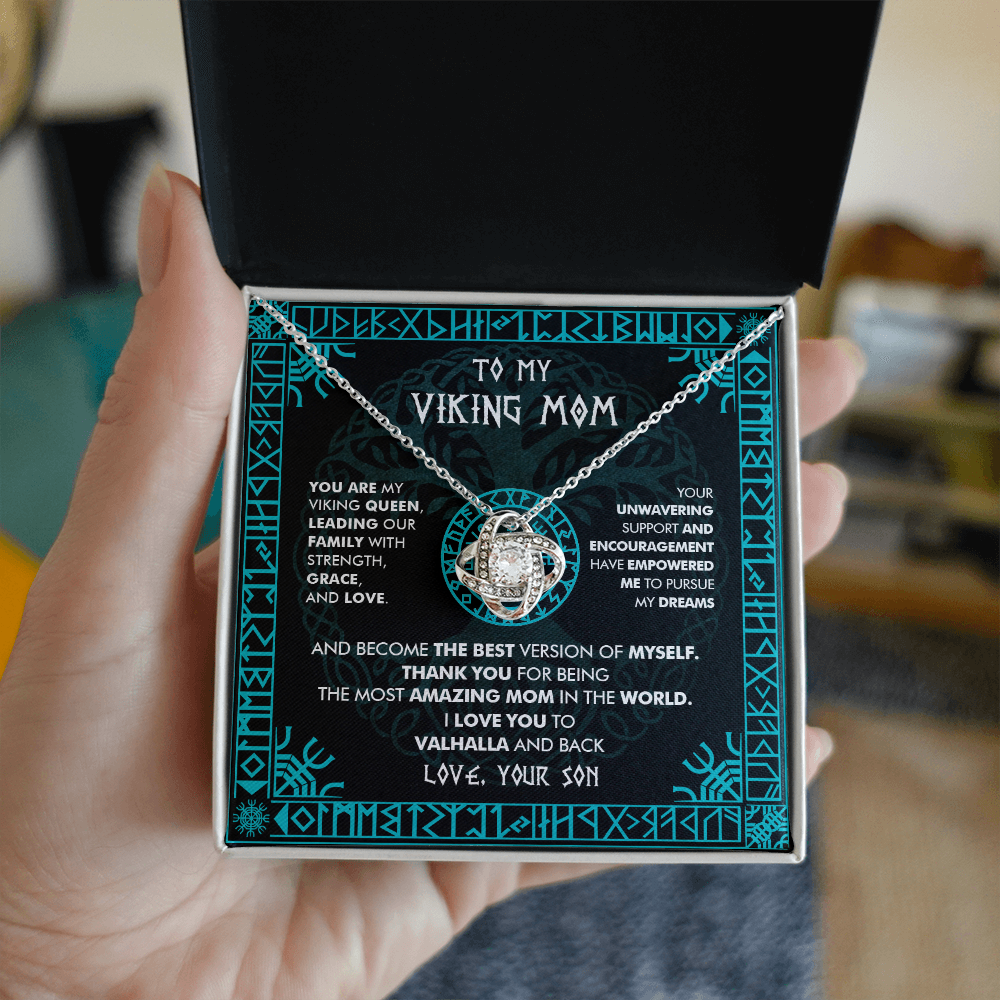 TO MY
VIKING MOM
YOU ARE MY
VIKING QUEEN,
LEADING OUR
FAMILY WITH
STRENGTH,
GRACE,
AND LOVE.
YOUR
UNWAVERING
SUPPORT AND
ENCOURAGEMENT
HAVE EMPOWERED
ME TO PURSUE
MY DREAMS
AND BECOME THE BEST VERSION OF MYSELF.
THANK YOU FOR BEING
THE MOST AMAZING MOM IN THE WORLD.
I LOVE YOU TO
VALHALLA AND BACK
LOVE, YOUR SON